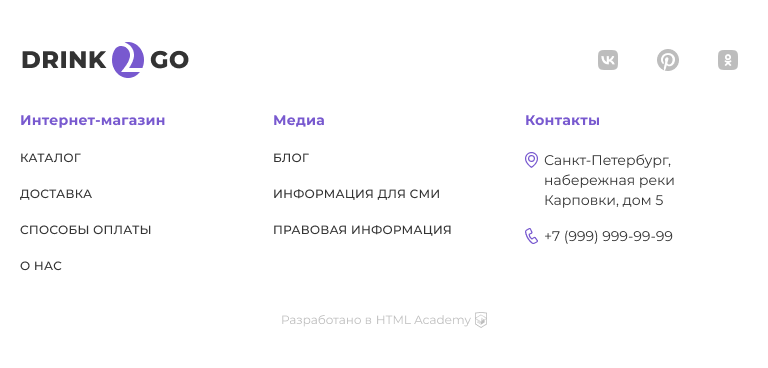 DRINK 2 GO
Интернет-магазин
КАТАЛОГ
ДОСТАВКА
СПОСОБЫ ОПЛАТЫ
О НАС
Медиа
БЛОГ
ИНФОРМАЦИЯ ДЛЯ СМИ
ПРАВОВАЯ ИНФОРМАЦИЯ
Контакты
Санкт-Петербург,
набережная реки
Карповки, дом 5
+7 (999) 999-99-99
Разработано в HTML Academy